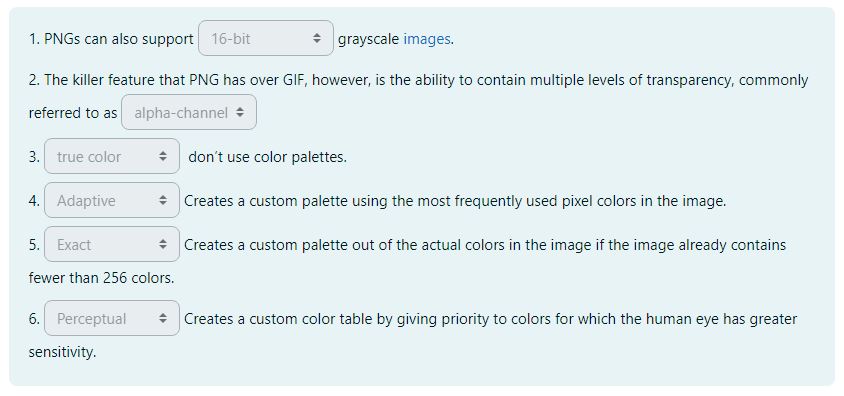 1. PNGs can also support 16-bit grayscale images.
2. The killer feature that PNG has over GIF, however, is the ability to contain multiple levels of transparency, commonly
referred to as alpha-channel
3. true color don't use color palettes.
4. Adaptive Creates a custom palette using the most frequently used pixel colors in the image.
5. Exact Creates a custom palette out of the actual colors in the image if the image already contains
fewer than 256 colors.
6. Perceptual Creates a custom color table by giving priority to colors for which the human eye has greater
sensitivity.